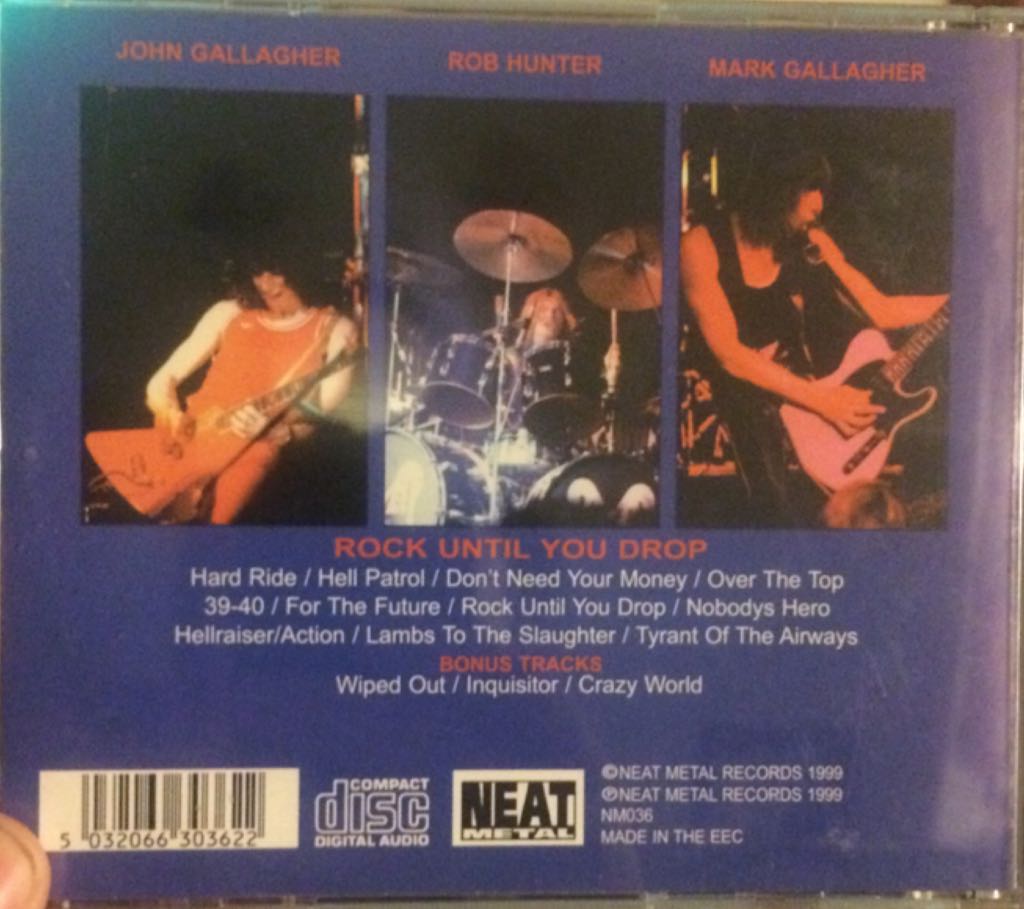 JOHN GALLAGHER
ROB HUNTER
MARK GALLAGHER
ROCK UNTIL YOU DROP
Hard Ride / Hell Patrol / Don't Need Your Money / Over The Top
39-40 / For The Future / Rock Until You Drop / Nobodys Hero
Hellraiser/Action / Lambs To The Slaughter / Tyrant Of The Airways
BONUS TRACKS
Wiped Out / Inquisitor / Crazy World
5 032066 303622
COMPACT
disc
DIGITAL AUDIO
NEAT
METAL
©NEAT METAL RECORDS 1999
℗NEAT METAL RECORDS 1999
NM036
MADE IN THE EEC